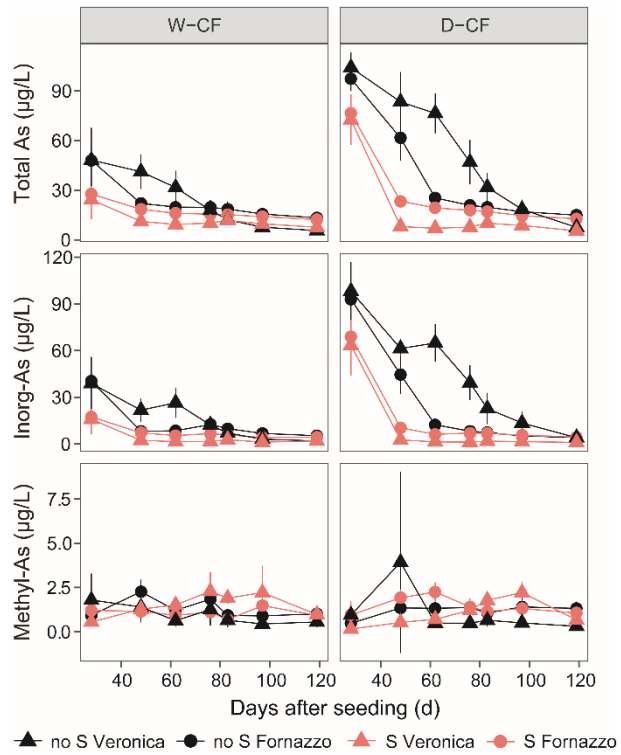 W-CF D-CF
Total As (µg/L)
90
60
30
0
Inorg-As (µg/L)
120
90
60
30
0
Methyl-As (µg/L)
7.5
5.0
2.5
0.0
40 60 80 100 120 40 60 80 100 120
Days after seeding (d)
no S Veronica no S Fornazzo S Veronica S Fornazzo